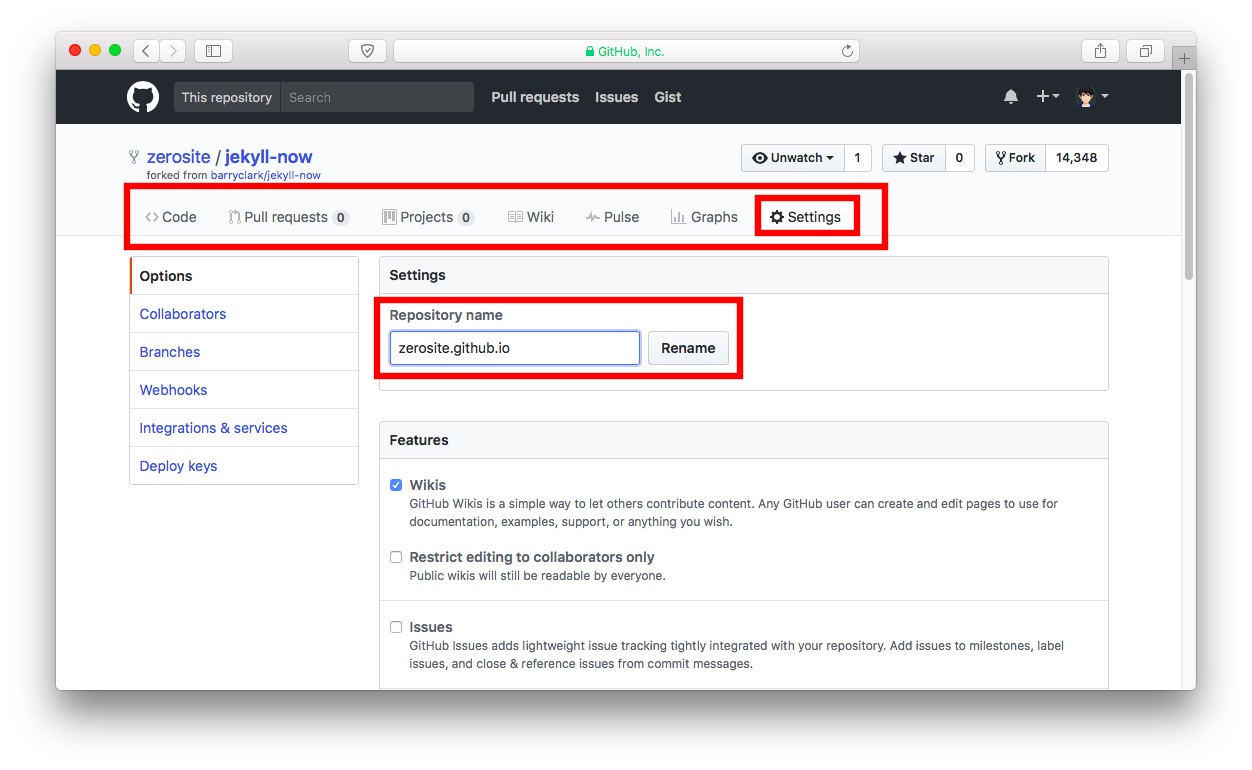 GitHub, Inc.
This repository Search Pull requests Issues Gist
zerosite / jekyll-now
forked from barryclark/jekyll-now
Unwatch 1 Star 0 Fork 14,348
Code Pull requests 0 Projects 0 Wiki Pulse Graphs Settings
Options
Collaborators
Branches
Webhooks
Integrations & services
Deploy keys
Settings
Repository name
zerosite.github.io Rename
Features
Wikis
GitHub Wikis is a simple way to let others contribute content. Any GitHub user can create and edit pages to use for
documentation, examples, support, or anything you wish.
Restrict editing to collaborators only
Public wikis will still be readable by everyone.
Issues
GitHub Issues adds lightweight issue tracking tightly integrated with your repository. Add issues to milestones, label
issues, and close & reference issues from commit messages.